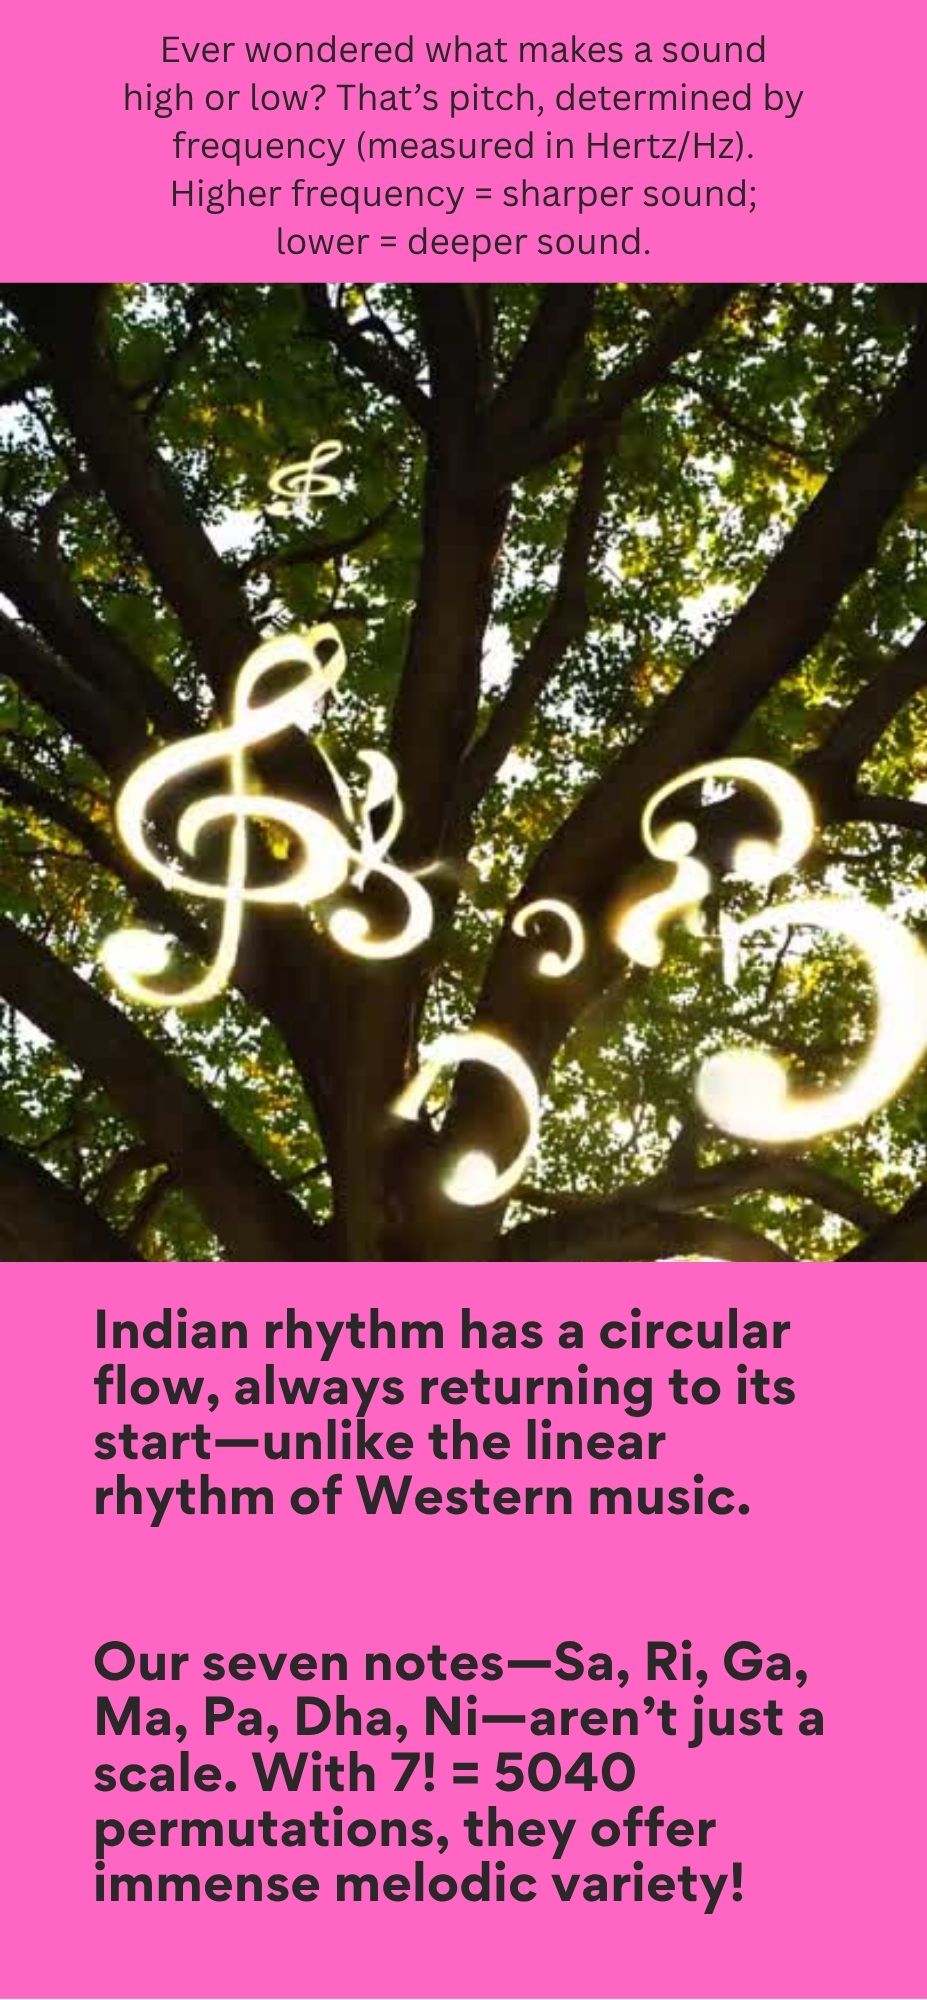 Ever wondered what makes a sound
high or low? That’s pitch, determined by
frequency (measured in Hertz/Hz).
Higher frequency = sharper sound;
lower = deeper sound.
Indian rhythm has a circular
flow, always returning to its
start—unlike the linear
rhythm of Western music.
Our seven notes—Sa, Ri, Ga,
Ma, Pa, Dha, Ni—aren’t just a
scale. With 7! = 5040
permutations, they offer
immense melodic variety!